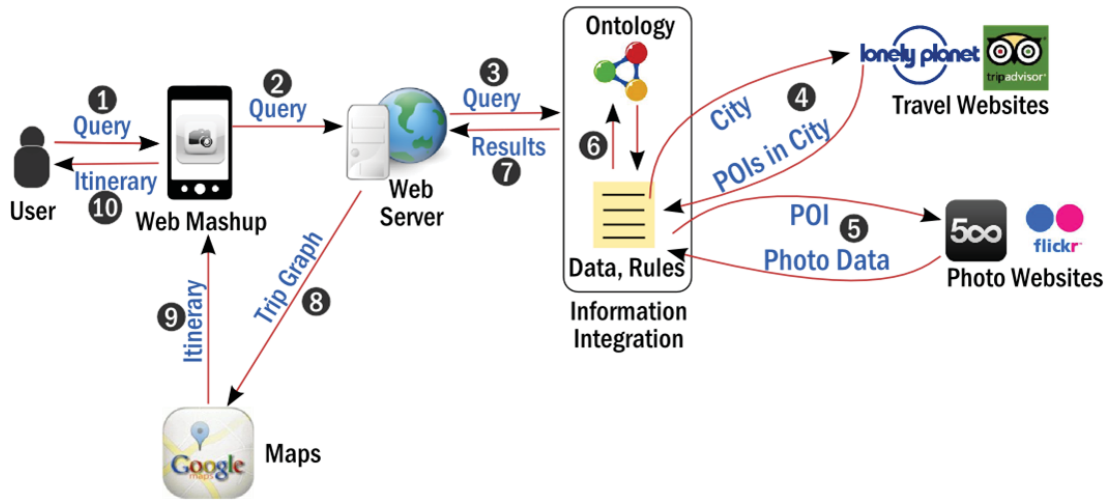 Ontology
lonely planet
tripadvisor
Travel Websites
1
Query
2
Query
3
Query
4
City
POIs in City
Results
7
6
Itinerary
10
User
Web Mashup
Web
Server
POI
5
Photo Data
500
flickr
Photo Websites
Data, Rules
Information
Integration
Trip Graph
8
9
Itinerary
Google
maps
Maps